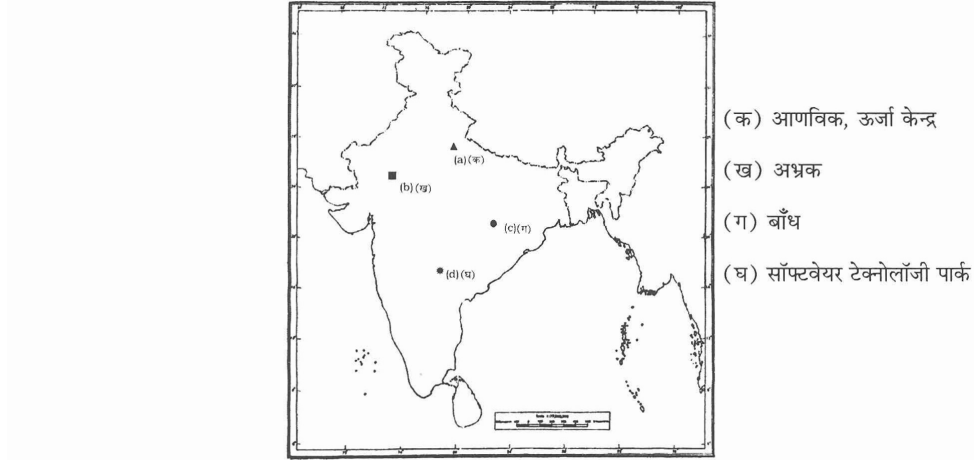 (a)(क)
(b)(ख)
(c)(ग)
(d)(घ)
(क) आणविक, ऊर्जा केन्द्र
(ख) अभ्रक
(ग) बाँध
(घ) सॉफ्टवेयर टेक्नोलॉजी पार्क